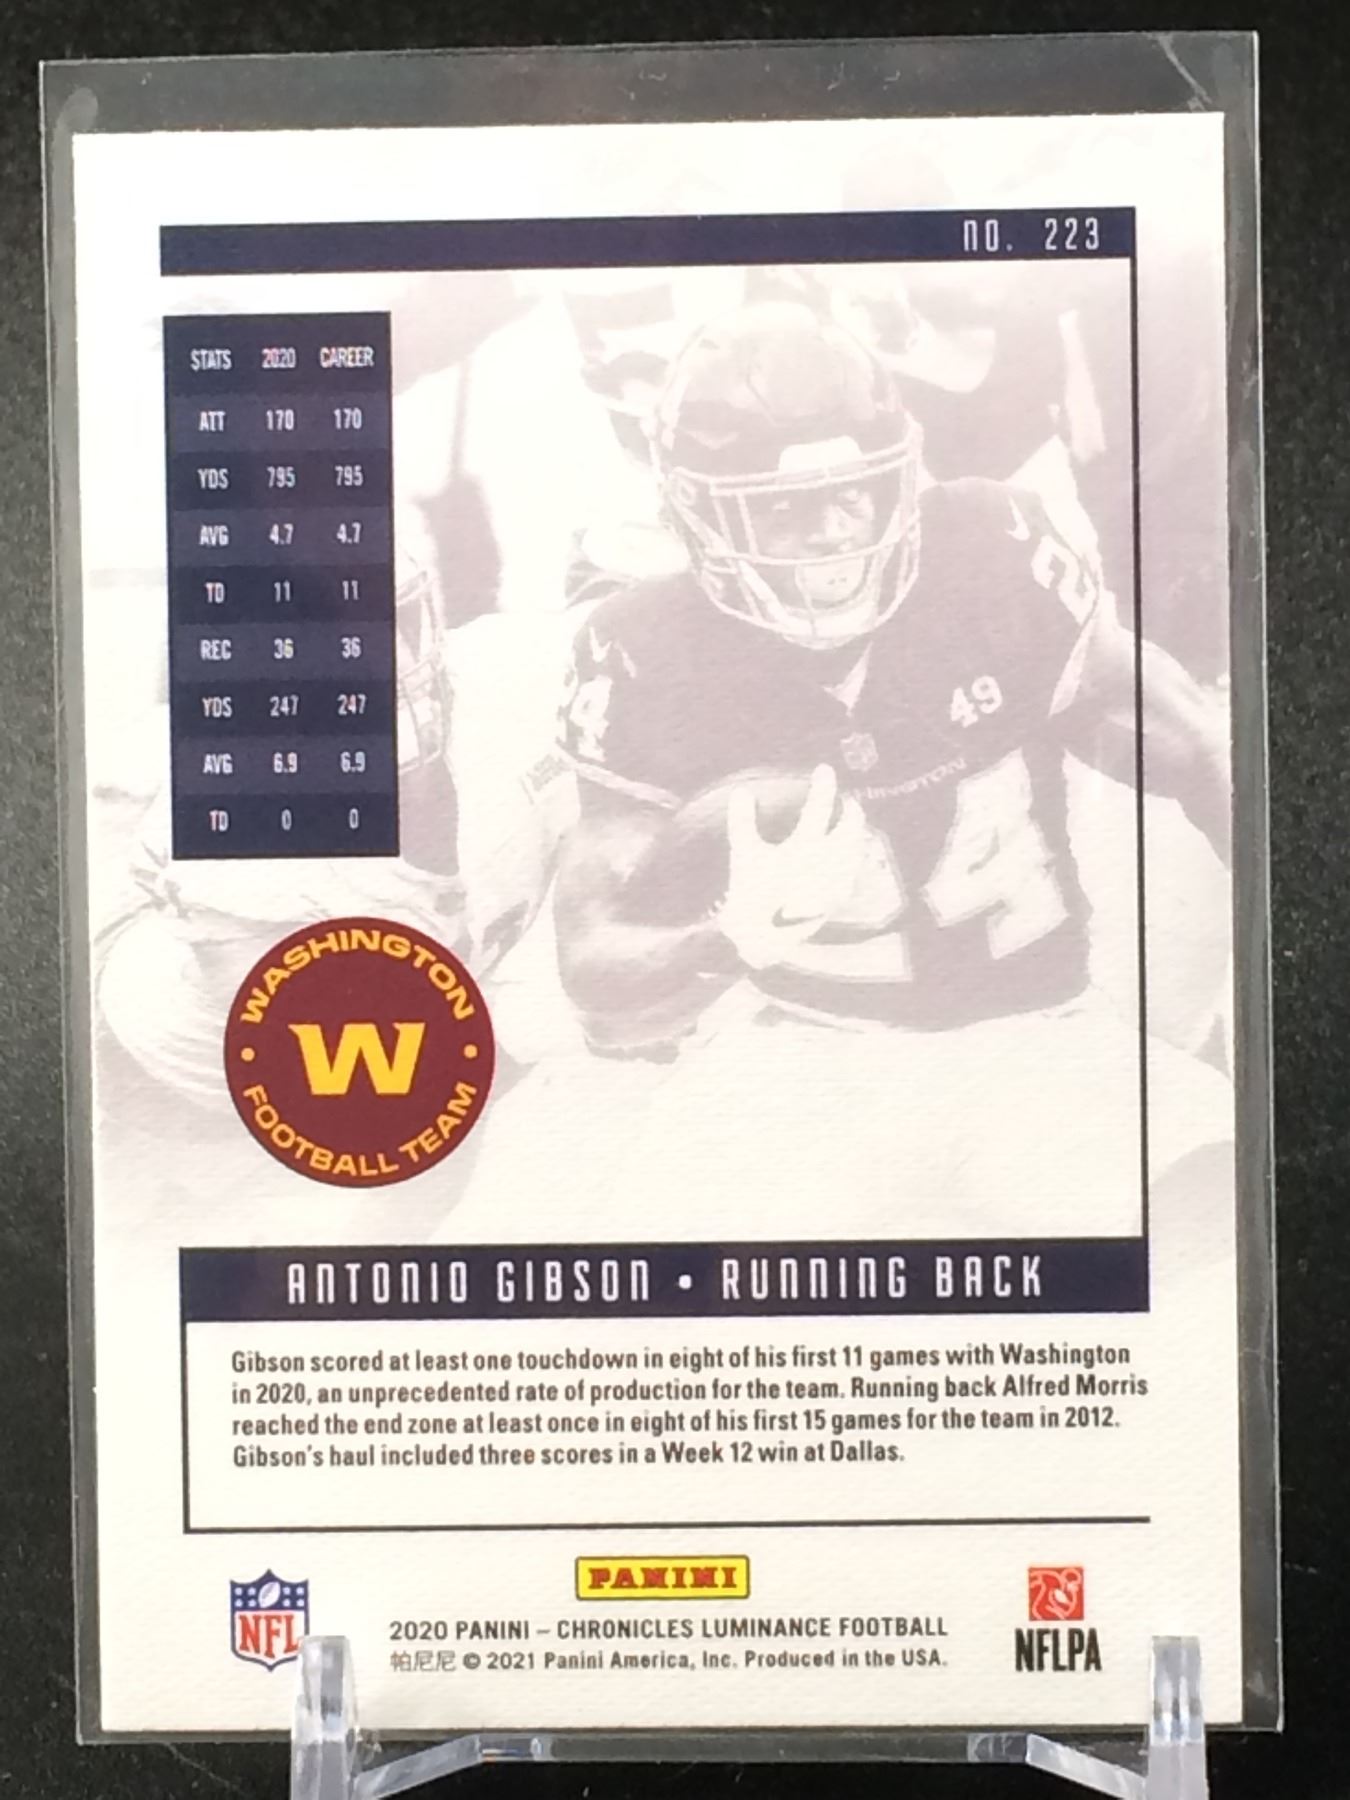 no. 223
STATS 2020 CAREER
ATT 170 170
YDS 795 795
AVG 4.7 4.7
TD 11 11
REC 36 36
YDS 247 247
AVG 6.9 6.9
TD 0 0
24
49
WASHINGTON
24
WASHINGTON
W
FOOTBALL TEAM
ANTONIO GIBSON • RUNNING BACK
Gibson scored at least one touchdown in eight of his first 11 games with Washington
in 2020, an unprecedented rate of production for the team. Running back Alfred Morris
reached the end zone at least once in eight of his first 15 games for the team in 2012.
Gibson's haul included three scores in a Week 12 win at Dallas.
NFL
PANINI
2020 PANINI – CHRONICLES LUMINANCE FOOTBALL
帕尼尼 © 2021 Panini America, Inc. Produced in the USA.
NFLPA